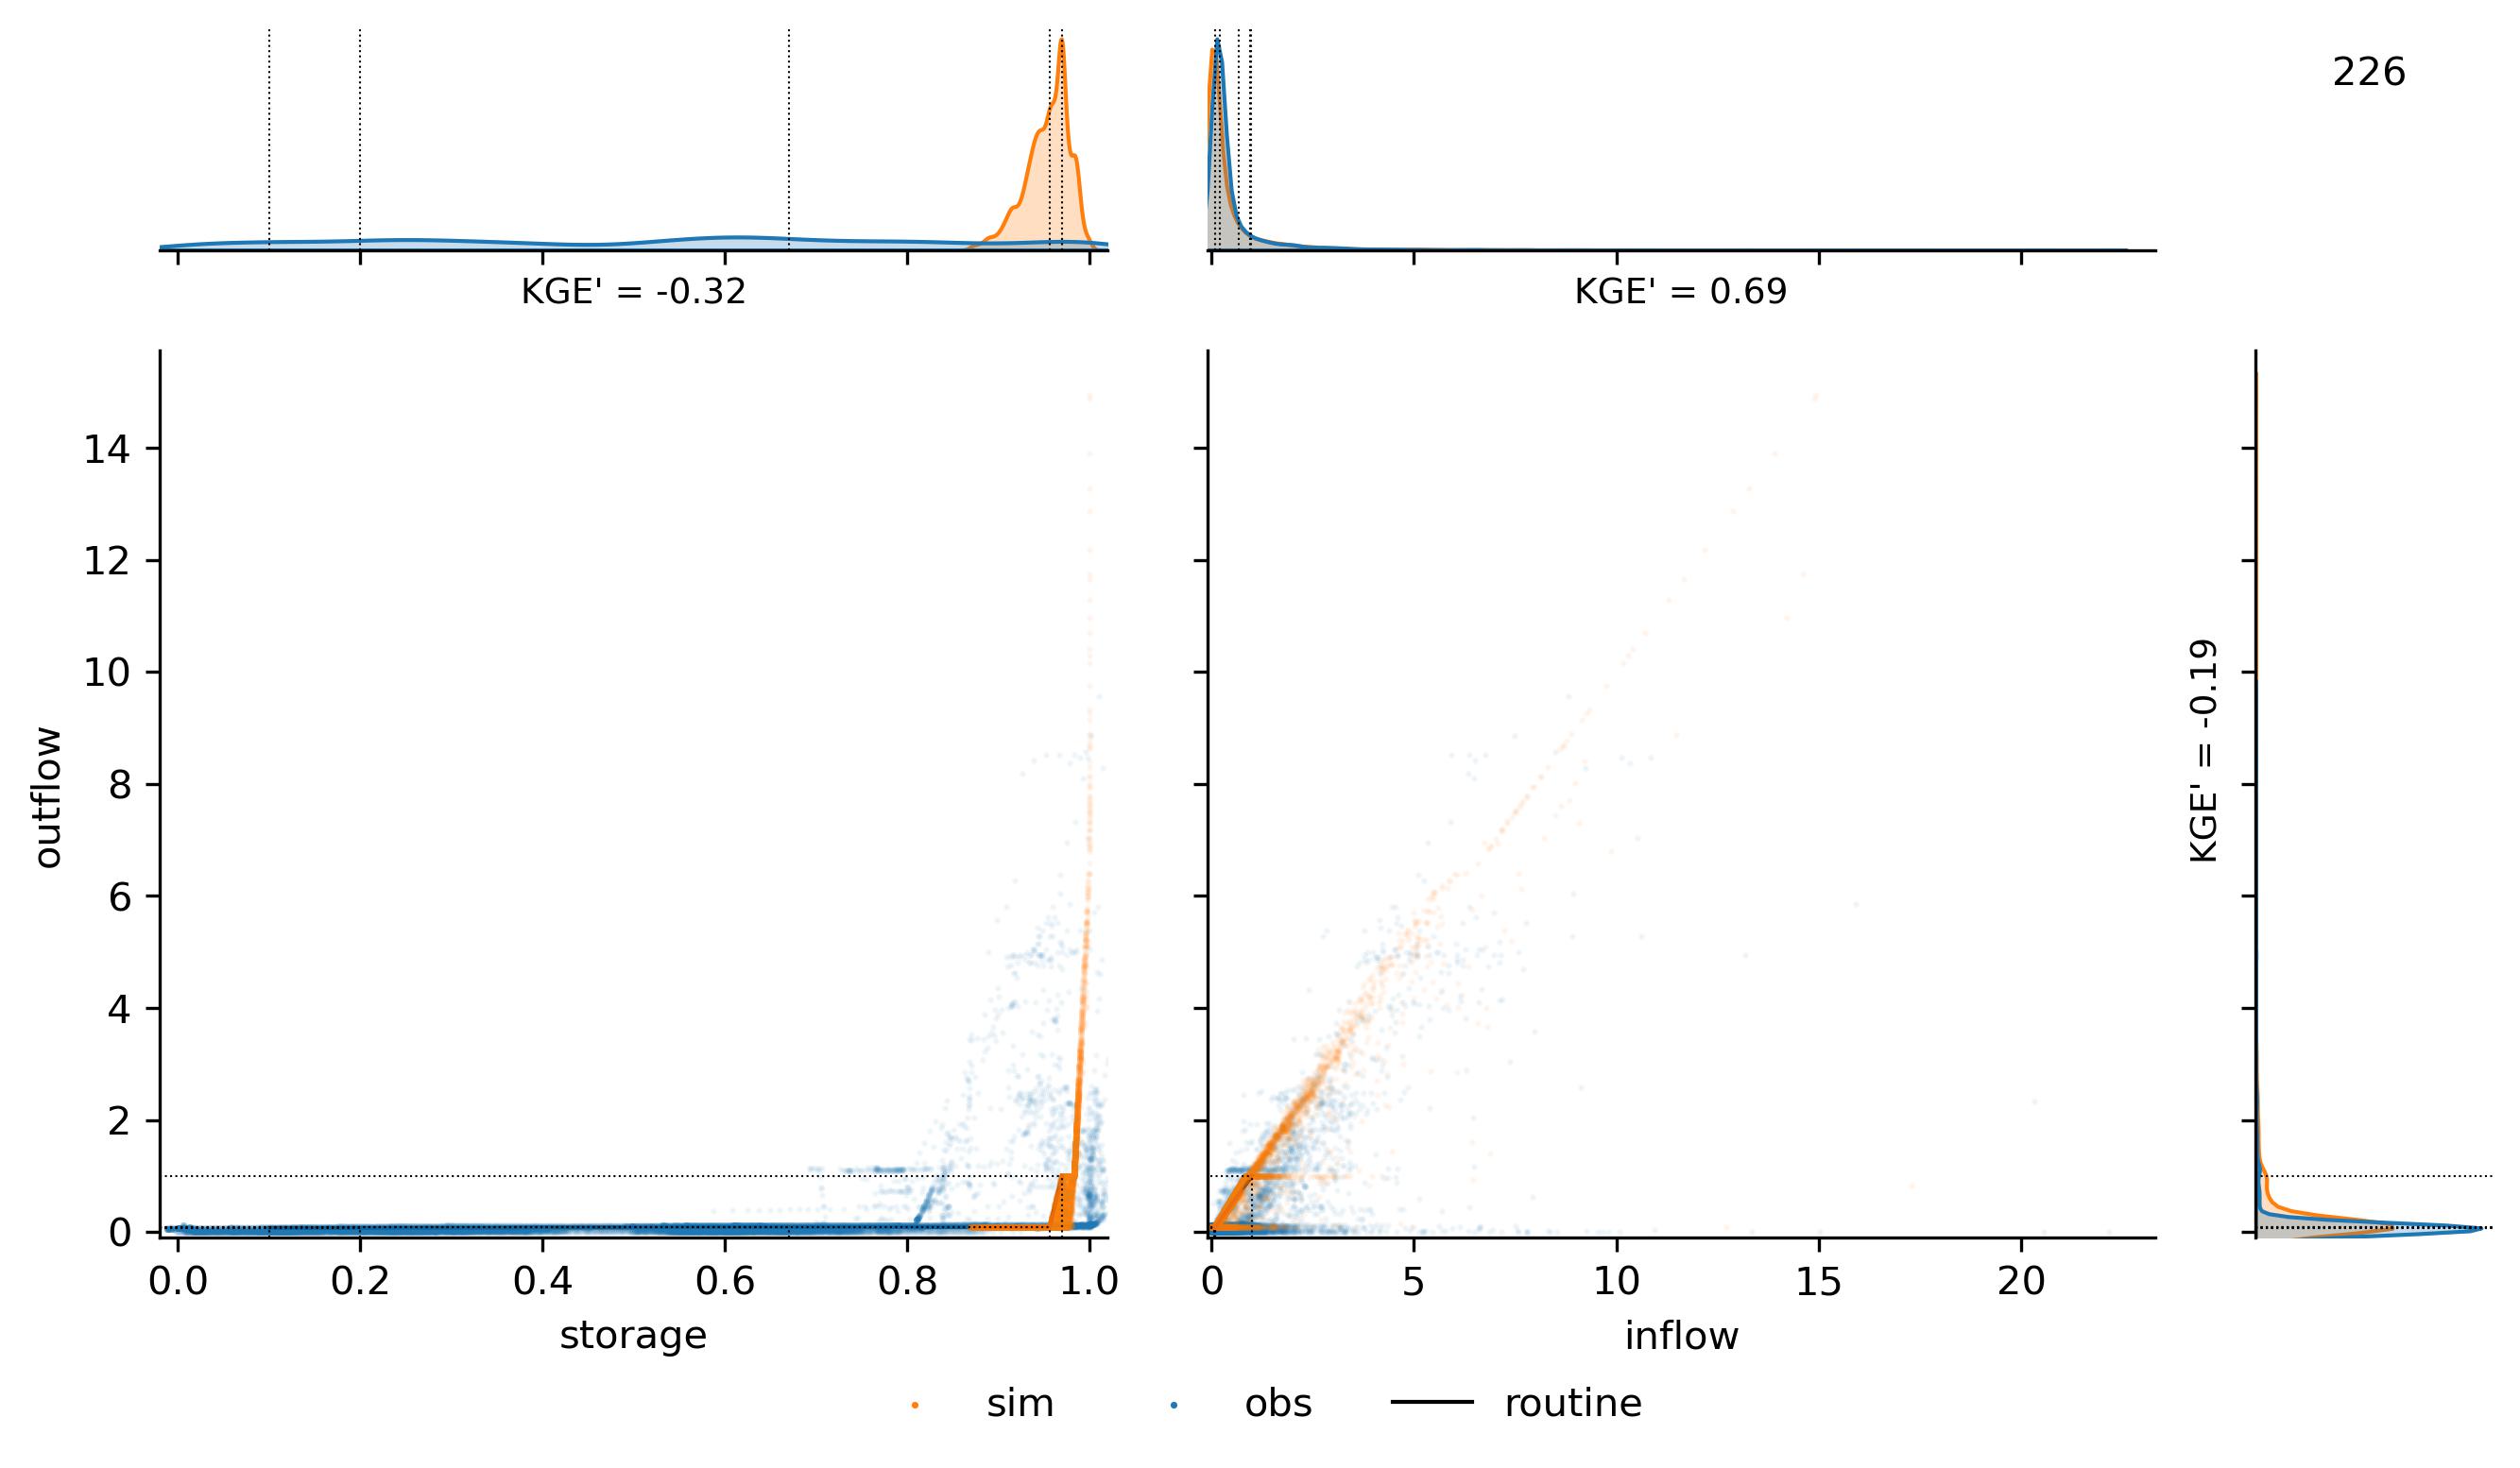 226
KGE' = -0.32
KGE' = 0.69
14
12
10
8
6
4
2
0
outflow
KGE' = -0.19
0.0 0.2 0.4 0.6 0.8 1.0
0 5 10 15 20
storage
inflow
sim obs routine